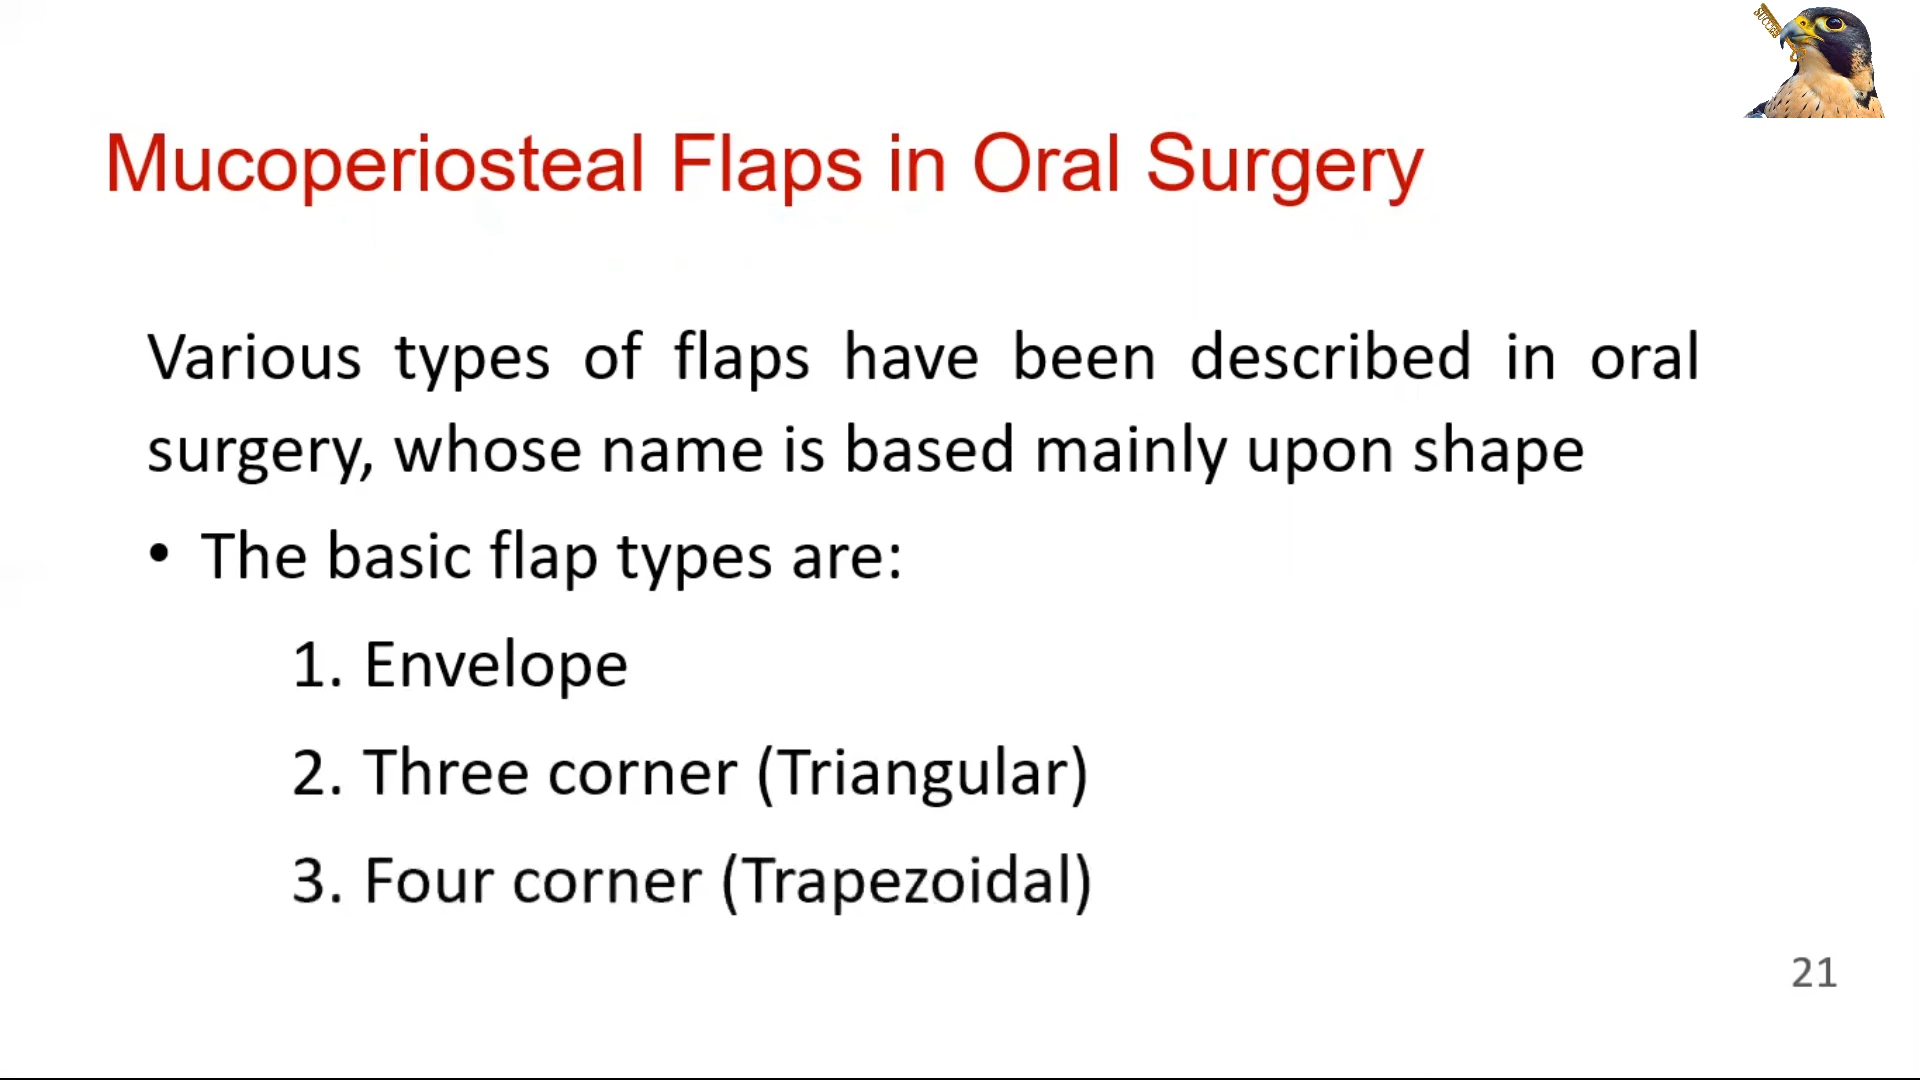 SUCCESS
Mucoperiosteal Flaps in Oral Surgery
Various types of flaps have been described in oral
surgery, whose name is based mainly upon shape
• The basic flap types are:
1. Envelope
2. Three corner (Triangular)
3. Four corner (Trapezoidal)
21